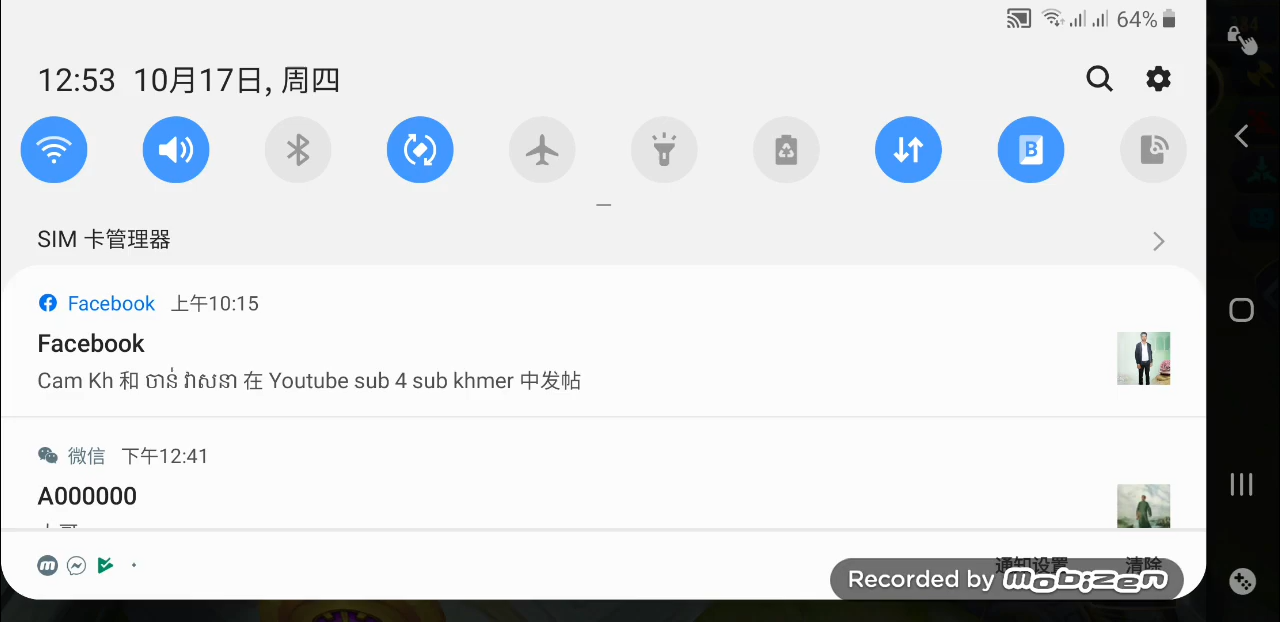 64%
12:53 10月17日, 周四
SIM 卡管理器
Facebook 上午10:15
Facebook
Cam Kh 和 ចាន់ វាសនា 在 Youtube sub 4 sub khmer 中发帖
微信 下午12:41
A000000
通知设置 清除
Recorded by mobizen